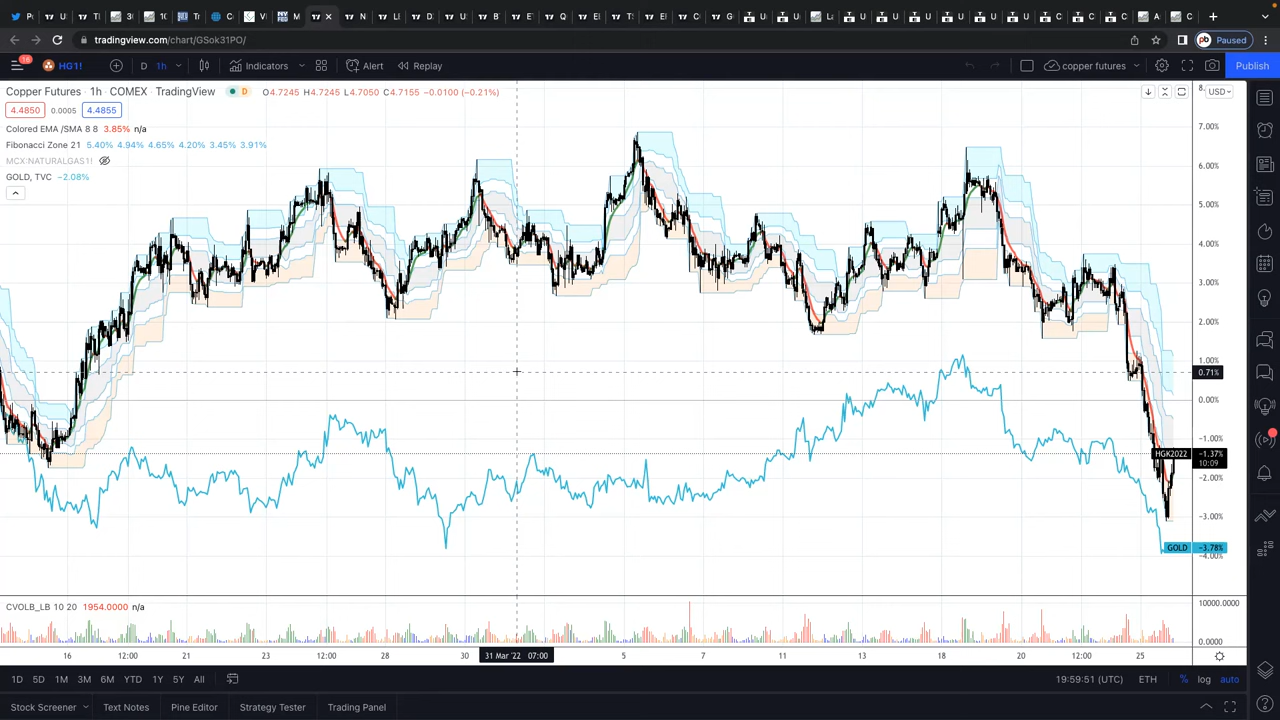 tradingview.com/chart/GSok31PO/
Paused
16
HG1!
D
1h
Indicators
Alert
Replay
copper futures
Publish
Copper Futures · 1h · COMEX · TradingView
D
O4.7245 H4.7245 L4.7050 C4.7155 −0.0100 (−0.21%)
USD
4.4850
0.0005
4.4855
Colored EMA /SMA 8 8 3.85% n/a
Fibonacci Zone 21 5.40% 4.94% 4.65% 4.20% 3.45% 3.91%
MCX:NATURALGAS1!
GOLD, TVC −2.08%
7.00%
6.00%
5.00%
4.00%
3.00%
2.00%
1.00%
0.71%
0.00%
−1.00%
HGK2022 −1.37%
10:09
−2.00%
−3.00%
GOLD −3.78%
−4.00%
CVOLB_LB 10 20 1954.0000 n/a
10000.0000
0.0000
16 12:00 21 23 28 30 31 Mar '22 07:00 5 7 11 13 18 20 12:00 25
1D 5D 1M 3M 6M YTD 1Y 5Y All
19:59:51 (UTC) ETH % log auto
Stock Screener Text Notes Pine Editor Strategy Tester Trading Panel